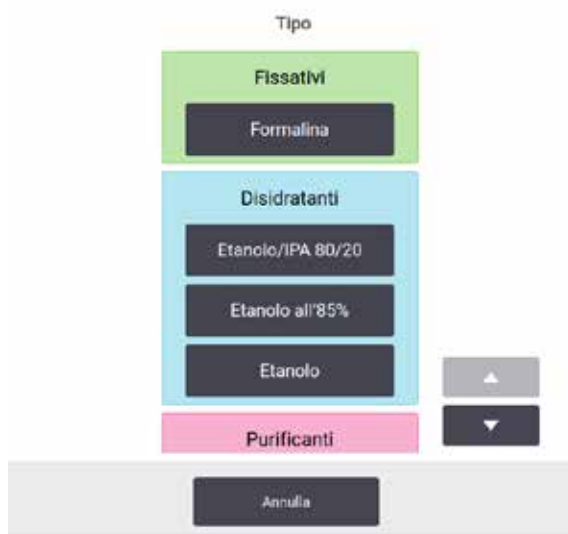 Tipo
Fissativi
Formalina
Disidratanti
Etanolo/IPA 80/20
Etanolo all'85%
Etanolo
Purificanti
Annulla